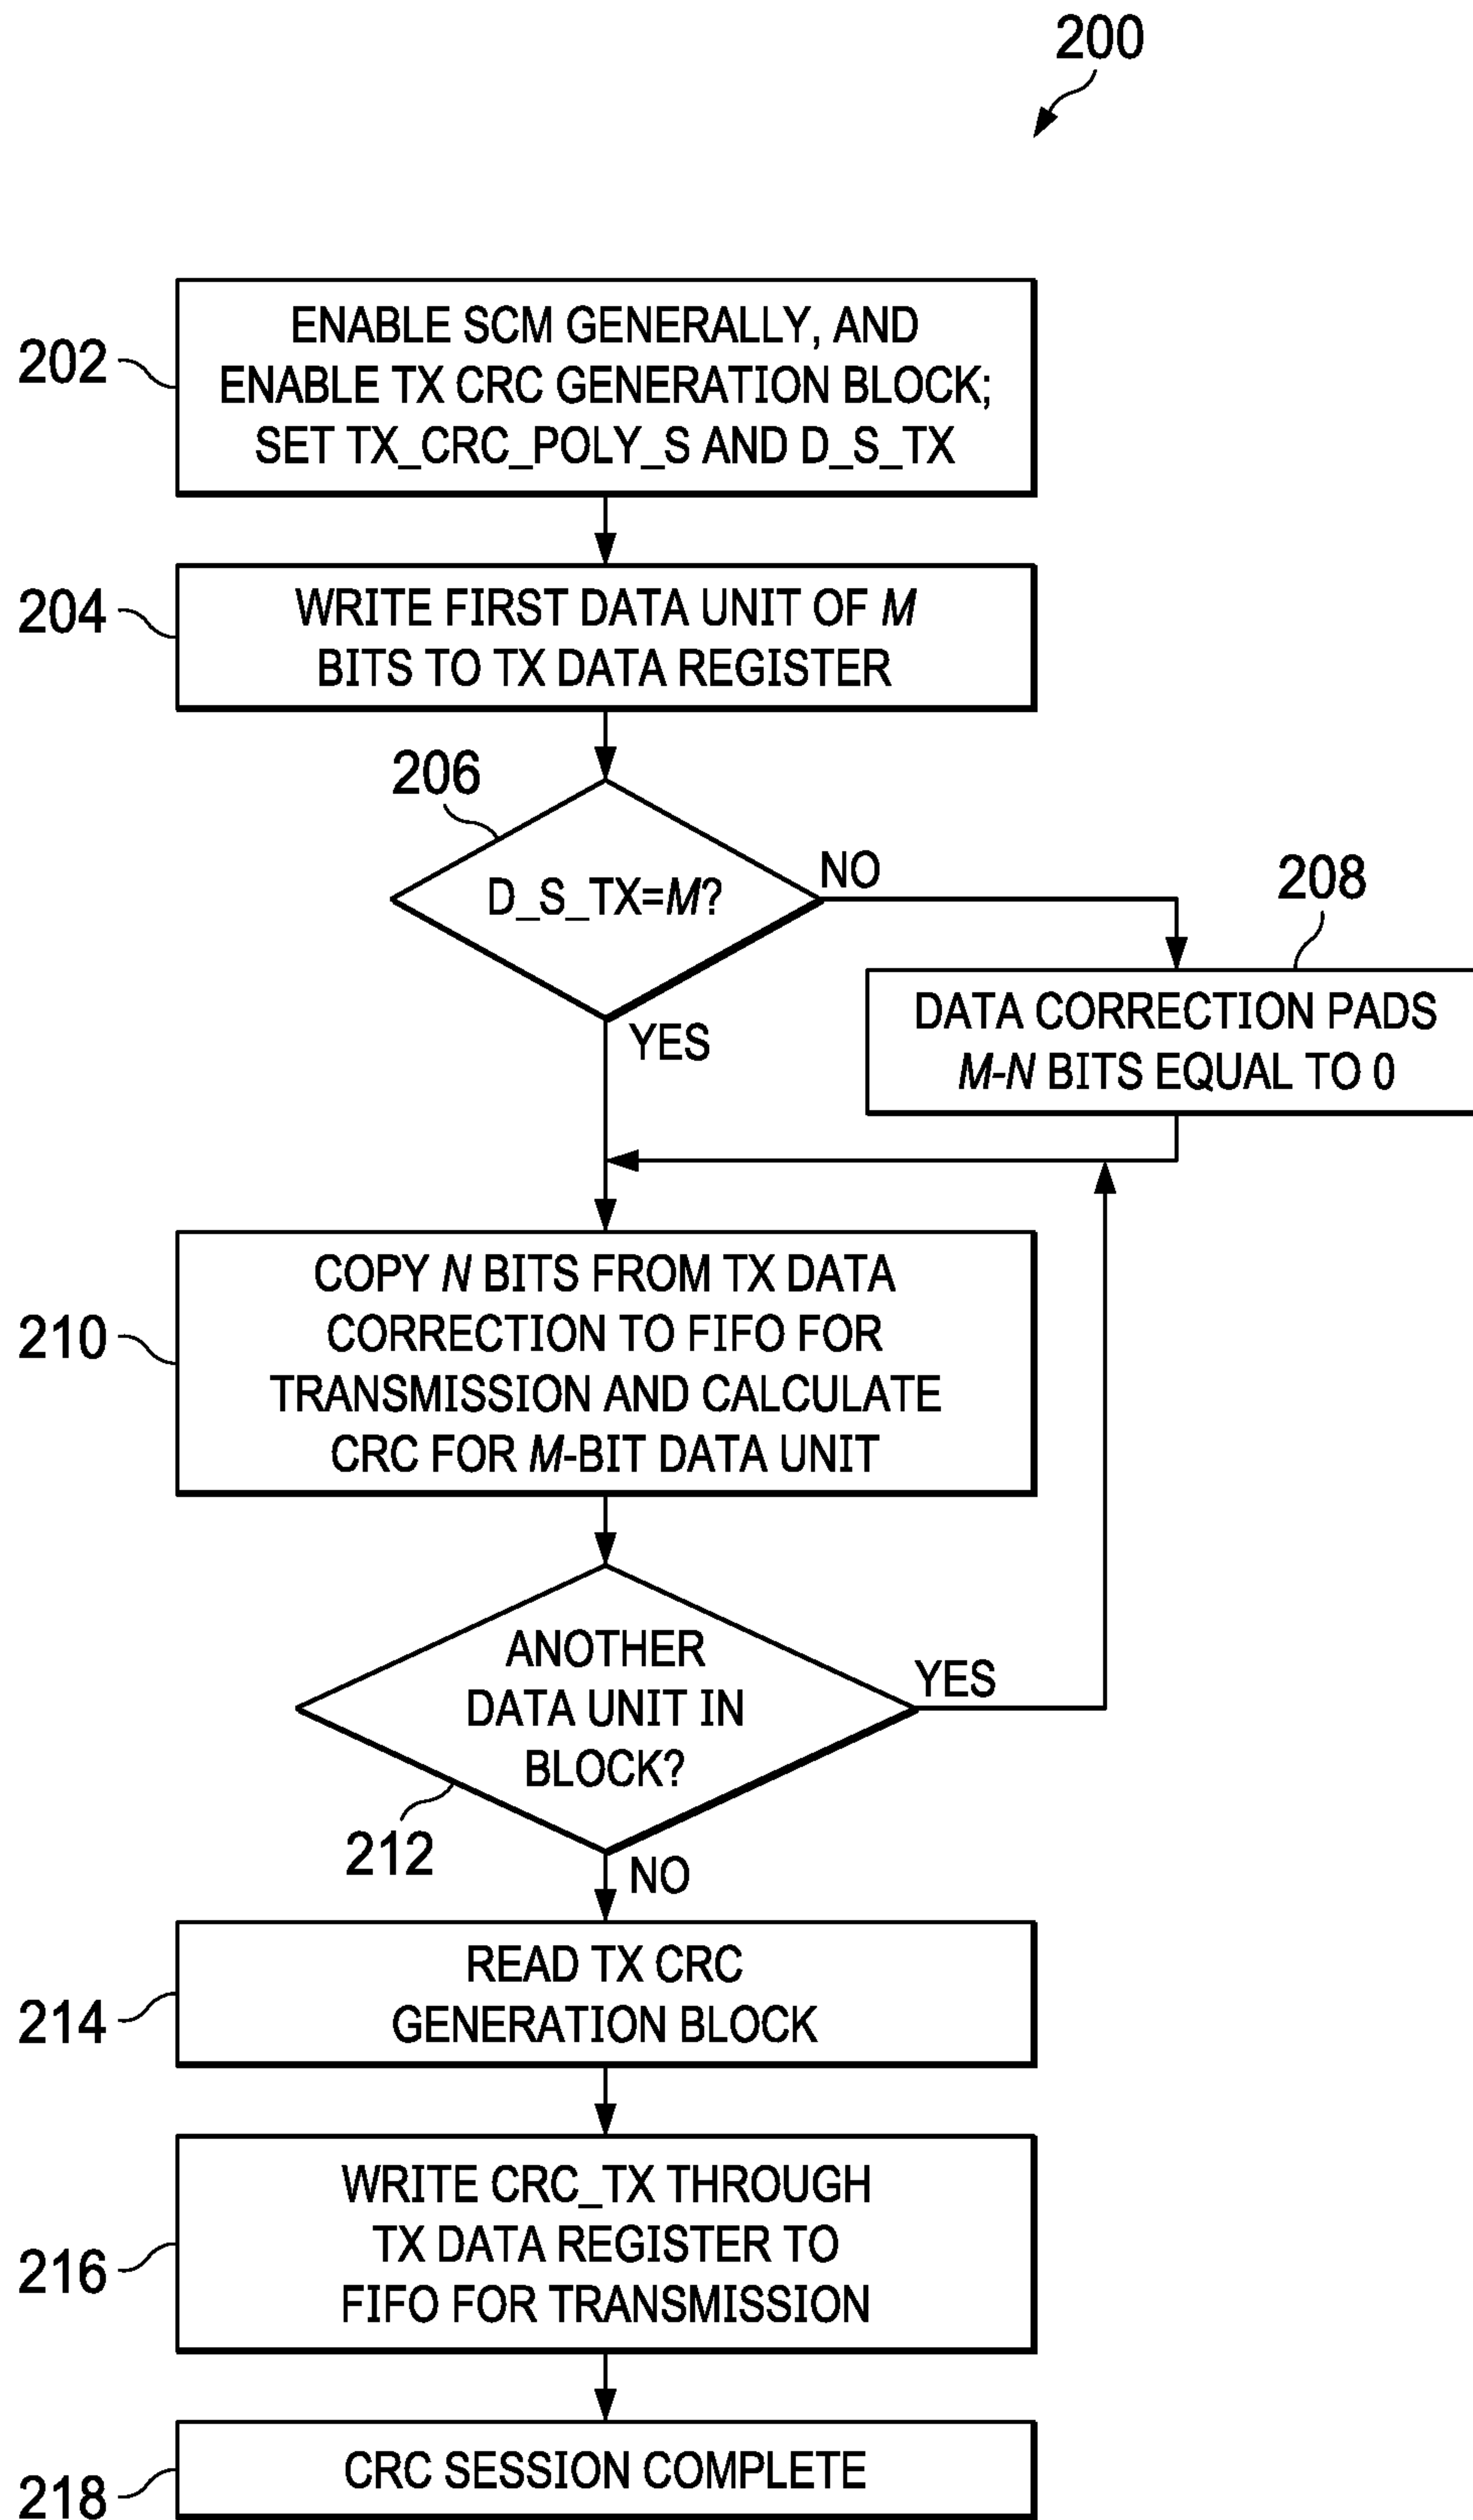 200
202
ENABLE SCM GENERALLY, AND
ENABLE TX CRC GENERATION BLOCK;
SET TX_CRC_POLY_S AND D_S_TX
204
WRITE FIRST DATA UNIT OF M
BITS TO TX DATA REGISTER
206
D_S_TX=M?
NO
YES
208
DATA CORRECTION PADS
M-N BITS EQUAL TO 0
210
COPY N BITS FROM TX DATA
CORRECTION TO FIFO FOR
TRANSMISSION AND CALCULATE
CRC FOR M-BIT DATA UNIT
212
ANOTHER
DATA UNIT IN
BLOCK?
YES
NO
214
READ TX CRC
GENERATION BLOCK
216
WRITE CRC_TX THROUGH
TX DATA REGISTER TO
FIFO FOR TRANSMISSION
218
CRC SESSION COMPLETE